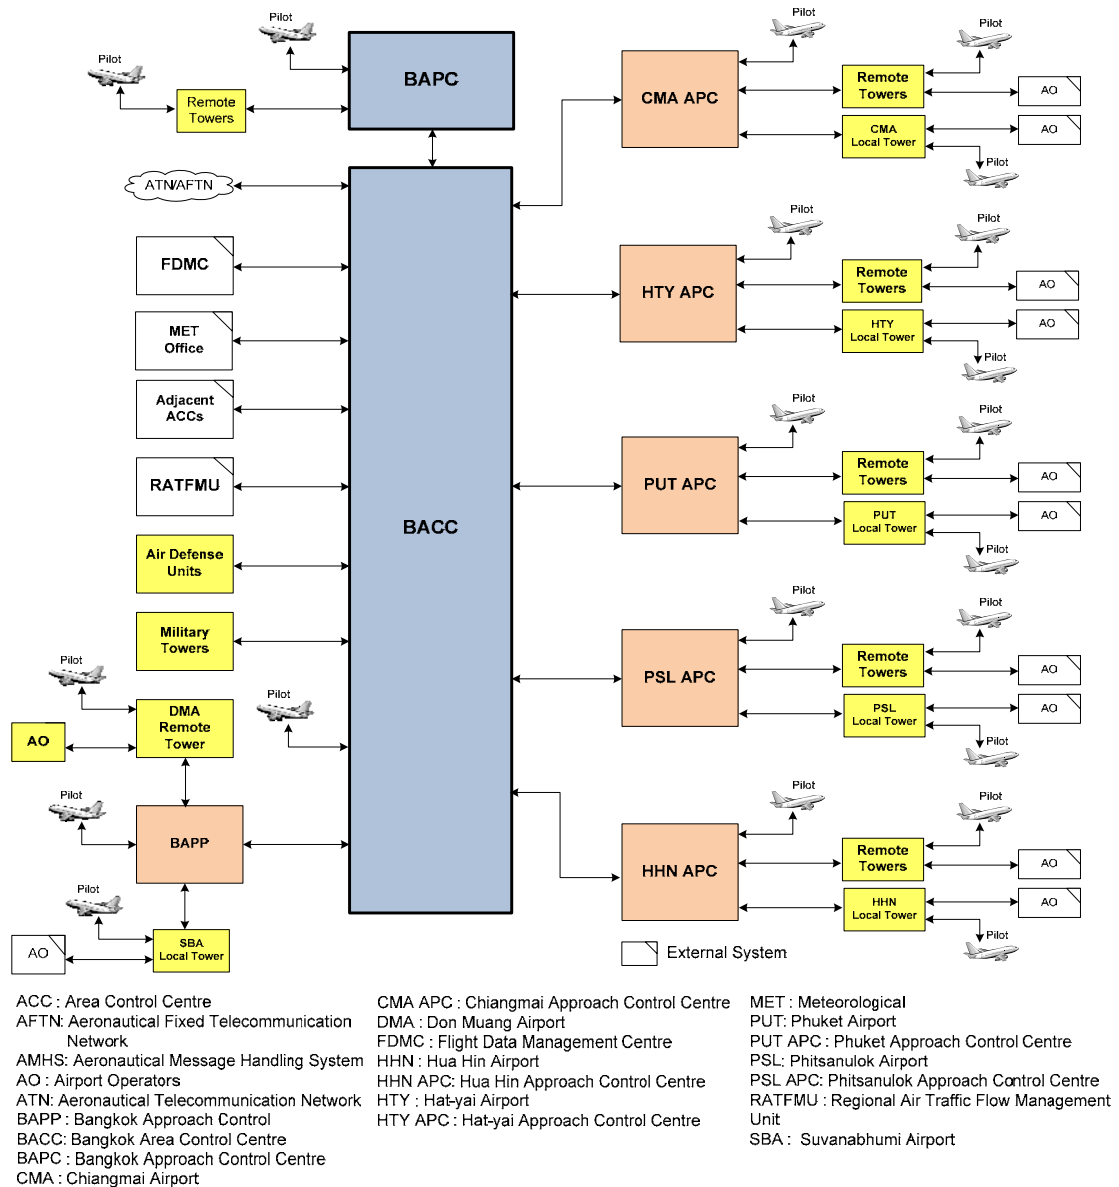 Pilot
Pilot
Remote
Towers
BAPC
ATN/AFTN
FDMC
MET
Office
Adjacent
ACCs
RATFMU
Air Defense
Units
Military
Towers
Pilot
DMA
Remote
Tower
AO
Pilot
BAPP
Pilot
SBA
Local Tower
AO
Pilot
BACC
Pilot
CMA APC
Pilot
Remote
Towers
AO
CMA
Local Tower
AO
Pilot
Pilot
HTY APC
Pilot
Remote
Towers
AO
HTY
Local Tower
AO
Pilot
Pilot
PUT APC
Pilot
Remote
Towers
AO
PUT
Local Tower
AO
Pilot
Pilot
PSL APC
Pilot
Remote
Towers
AO
PSL
Local Tower
AO
Pilot
Pilot
HHN APC
Pilot
Remote
Towers
AO
HHN
Local Tower
AO
Pilot
External System
ACC : Area Control Centre
AFTN: Aeronautical Fixed Telecommunication
Network
AMHS: Aeronautical Message Handling System
AO : Airport Operators
ATN: Aeronautical Telecommunication Network
BAPP : Bangkok Approach Control
BACC: Bangkok Area Control Centre
BAPC : Bangkok Approach Control Centre
CMA : Chiangmai Airport
CMA APC : Chiangmai Approach Control Centre
DMA : Don Muang Airport
FDMC : Flight Data Management Centre
HHN : Hua Hin Airport
HHN APC: Hua Hin Approach Control Centre
HTY : Hat-yai Airport
HTY APC : Hat-yai Approach Control Centre
MET : Meteorological
PUT: Phuket Airport
PUT APC : Phuket Approach Control Centre
PSL: Phitsanulok Airport
PSL APC: Phitsanulok Approach Control Centre
RATFMU : Regional Air Traffic Flow Management
Unit
SBA : Suvanabhumi Airport